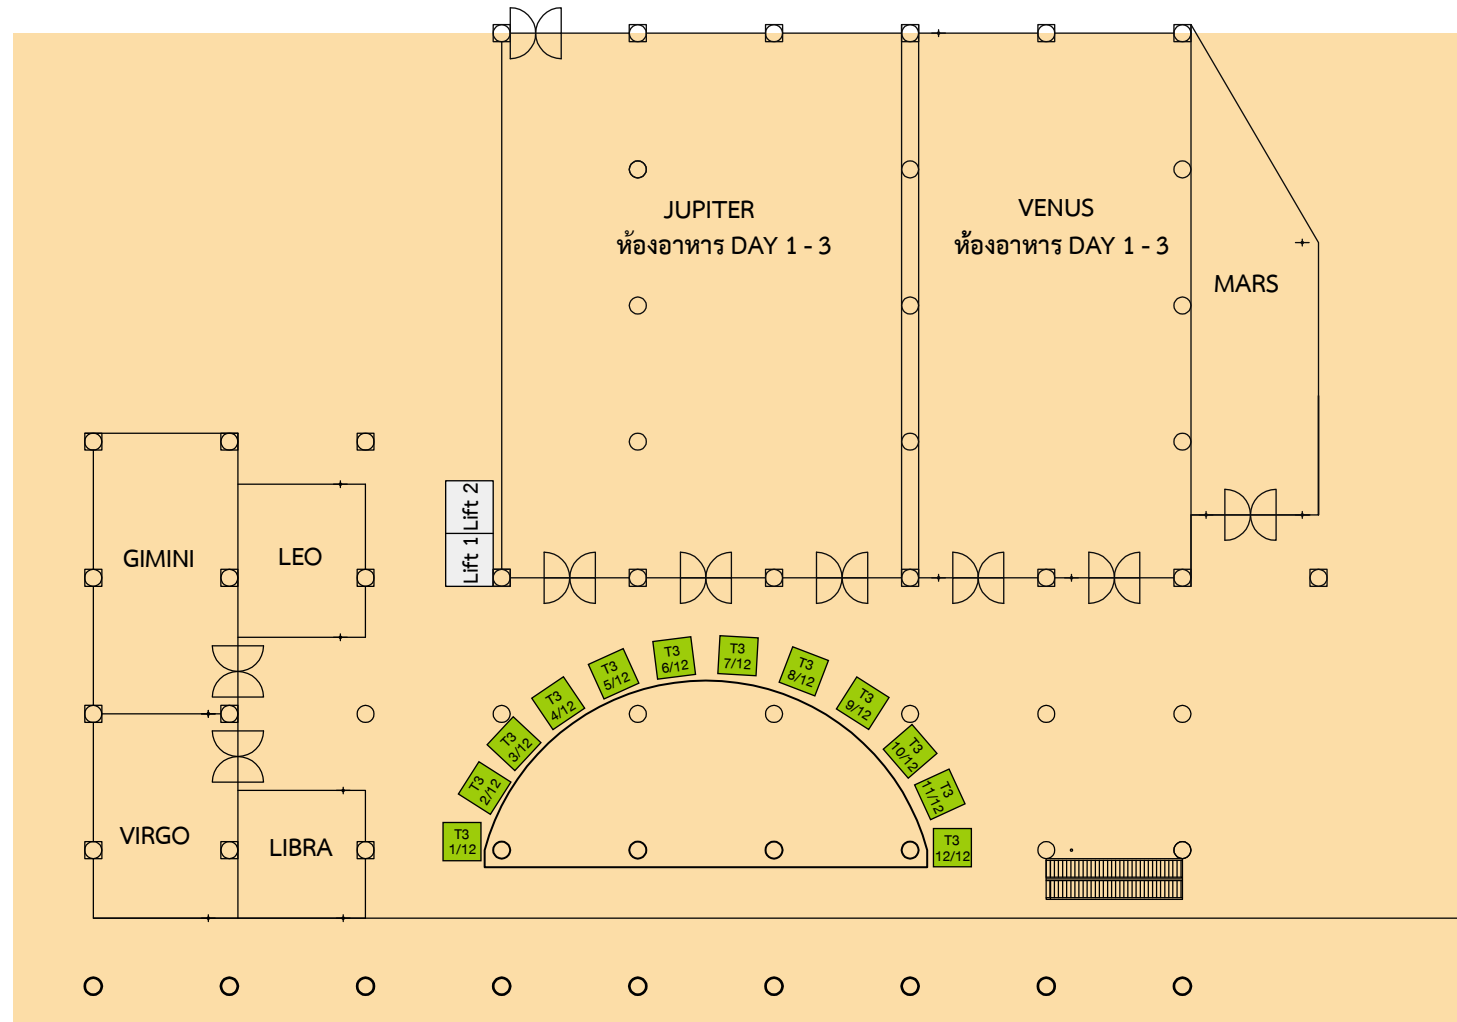 JUPITER
ห้องอาหาร DAY 1 - 3
VENUS
ห้องอาหาร DAY 1 - 3
MARS
Lift 2
Lift 1
GIMINI
LEO
VIRGO
LIBRA
T3
1/12
T3
2/12
T3
3/12
T3
4/12
T3
5/12
T3
6/12
T3
7/12
T3
8/12
T3
9/12
T3
10/12
T3
11/12
T3
12/12